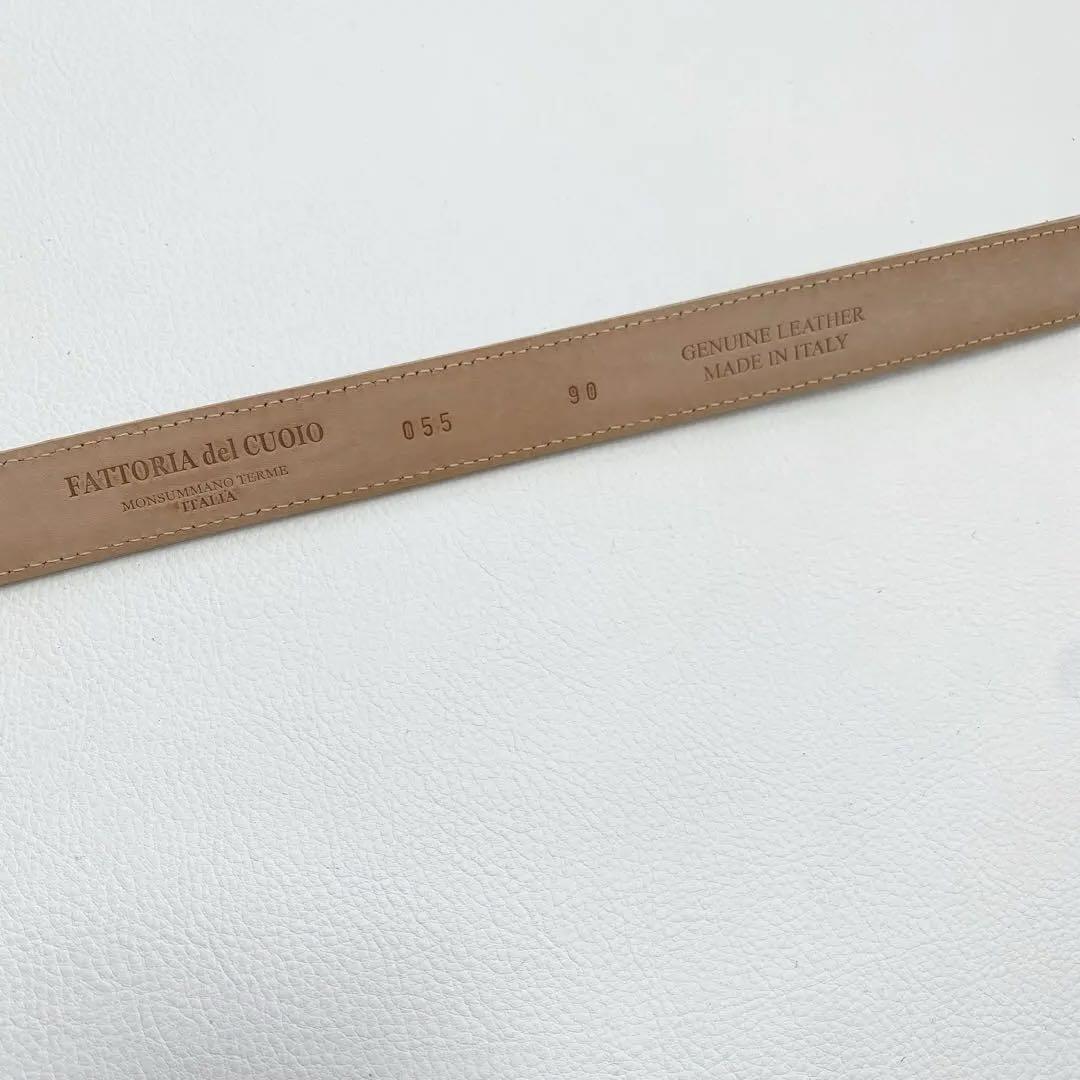 FATTORIA del CUOIO
MONSUMMANO TERME
ITALIA
055
90
GENUINE LEATHER
MADE IN ITALY